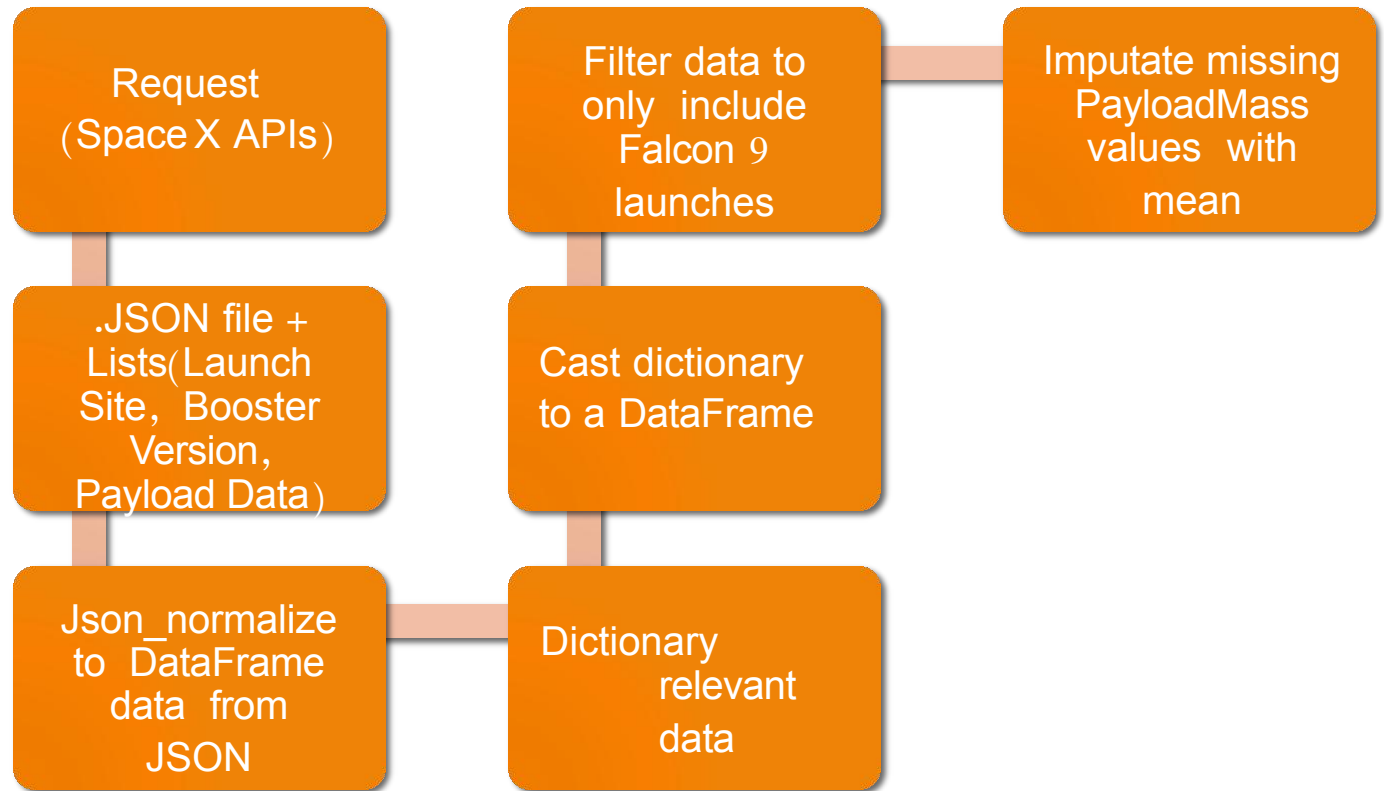 Request
(Space X APIs)
.JSON file +
Lists(Launch
Site, Booster
Version,
Payload Data)
Json_normalize
to DataFrame
data from
JSON
Dictionary
relevant
data
Cast dictionary
to a DataFrame
Filter data to
only include
Falcon 9
launches
Imputate missing
PayloadMass
values with
mean